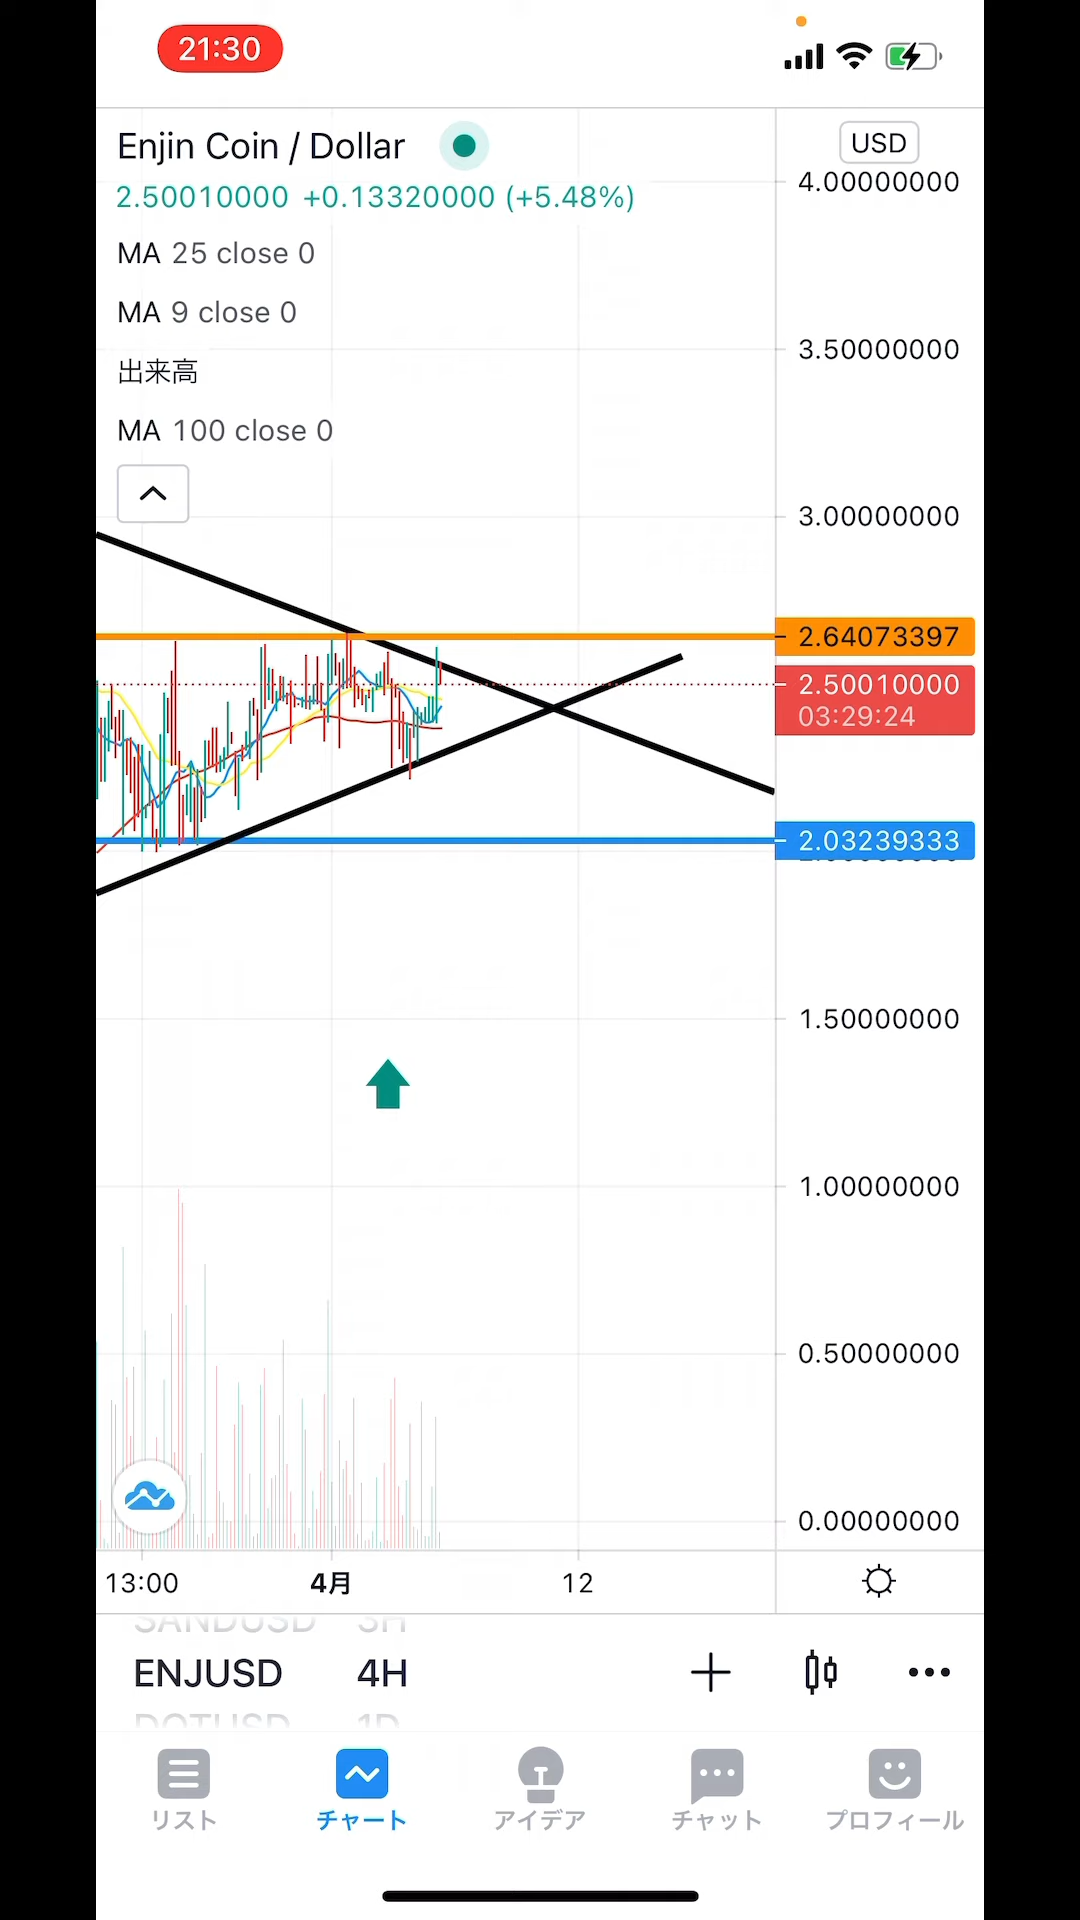 21:30
Enjin Coin / Dollar
USD
2.50010000 +0.13320000 (+5.48%)
4.00000000
MA 25 close 0
MA 9 close 0
3.50000000
出来高
MA 100 close 0
3.00000000
2.64073397
2.50010000
03:29:24
2.03239333
1.50000000
1.00000000
0.50000000
0.00000000
13:00 4月 12
SANDUSD 3H
ENJUSD 4H
DOTUSD 1D
リスト チャート アイデア チャット プロフィール